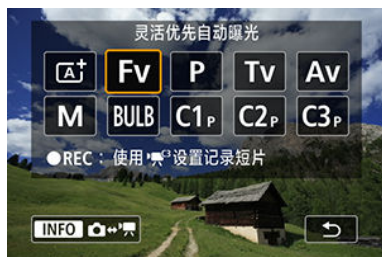 灵活优先自动曝光
A+ Fv P Tv Av
M BULB C1P C2P C3P
●REC：使用 设置记录短片
INFO